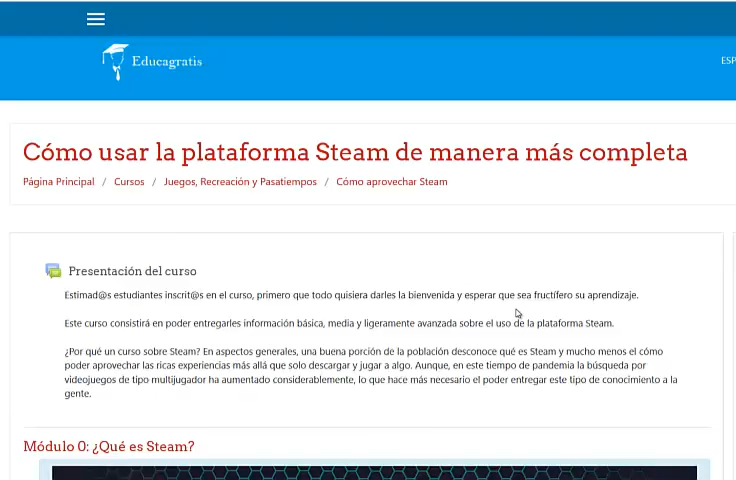 Educagratis
ESP
Cómo usar la plataforma Steam de manera más completa
Página Principal / Cursos / Juegos, Recreación y Pasatiempos / Cómo aprovechar Steam
Presentación del curso
Estimad@s estudiantes inscrit@s en el curso, primero que todo quisiera darles la bienvenida y esperar que sea fructífero su aprendizaje.
Este curso consistirá en poder entregarles información básica, media y ligeramente avanzada sobre el uso de la plataforma Steam.
¿Por qué un curso sobre Steam? En aspectos generales, una buena porción de la población desconoce qué es Steam y mucho menos el cómo
poder aprovechar las ricas experiencias más allá que solo descargar y jugar a algo. Aunque, en este tiempo de pandemia la búsqueda por
videojuegos de tipo multijugador ha aumentado considerablemente, lo que hace más necesario el poder entregar este tipo de conocimiento a la
gente.
Módulo 0: ¿Qué es Steam?